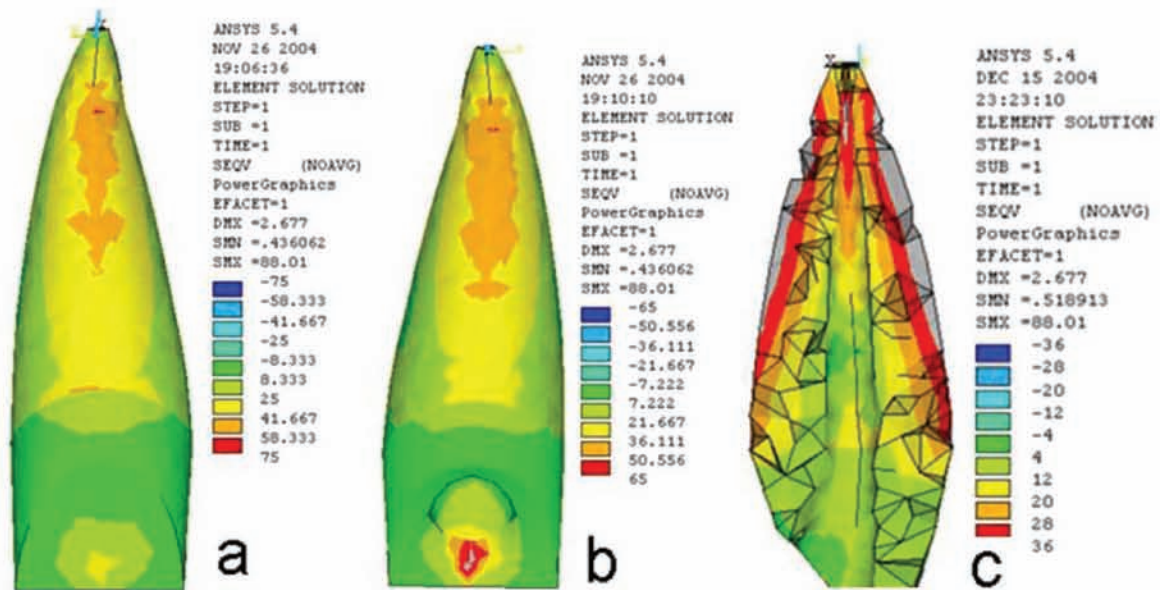 ANSYS 5.4
NOV 26 2004
19:06:36
ELEMENT SOLUTION
STEP=1
SUB =1
TIME=1
SEQV (NOAVG)
PowerGraphics
EFACET=1
DMX =2.677
SMN =.436062
SMX =88.01
-75
-58.333
-41.667
-25
-8.333
8.333
25
41.667
58.333
75
a
ANSYS 5.4
NOV 26 2004
19:10:10
ELEMENT SOLUTION
STEP=1
SUB =1
TIME=1
SEQV (NOAVG)
PowerGraphics
EFACET=1
DMX =2.677
SMN =.436062
SMX =88.01
-65
-50.556
-36.111
-21.667
-7.222
7.222
21.667
36.111
50.556
65
b
X
ANSYS 5.4
DEC 15 2004
23:23:10
ELEMENT SOLUTION
STEP=1
SUB =1
TIME=1
SEQV (NOAVG)
PowerGraphics
EFACET=1
DMX =2.677
SMN =.518913
SMX =88.01
-36
-28
-20
-12
-4
4
12
20
28
36
c